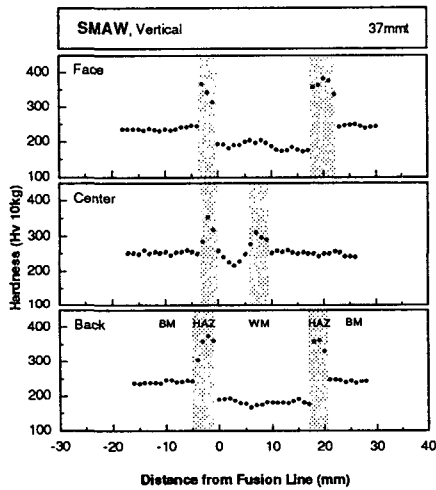 SMAW, Vertical 37mmt
Face
400
300
200
100
Center
400
300
200
100
Hardness (Hv 10kg)
Back
BM HAZ WM HAZ BM
400
300
200
100
-30 -20 -10 0 10 20 30 40
Distance from Fusion Line (mm)